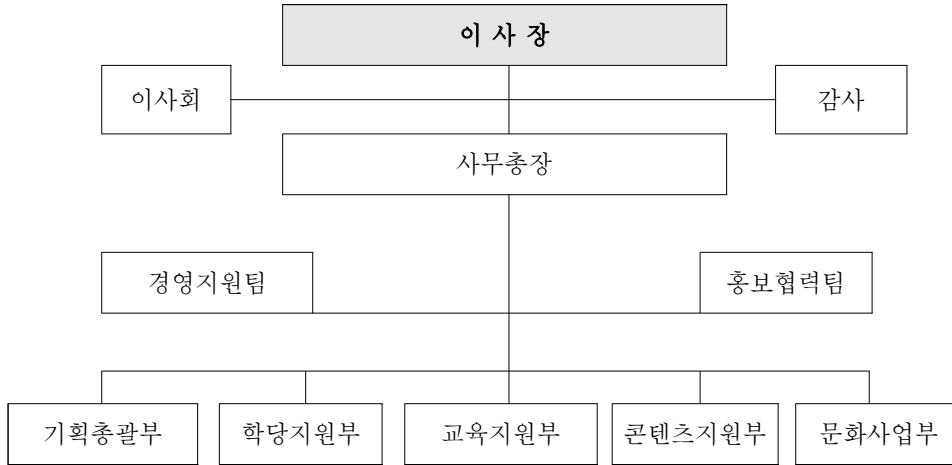 이 사 장
이사회
감사
사무총장
경영지원팀
홍보협력팀
기획총괄부
학당지원부
교육지원부
콘텐츠지원부
문화사업부